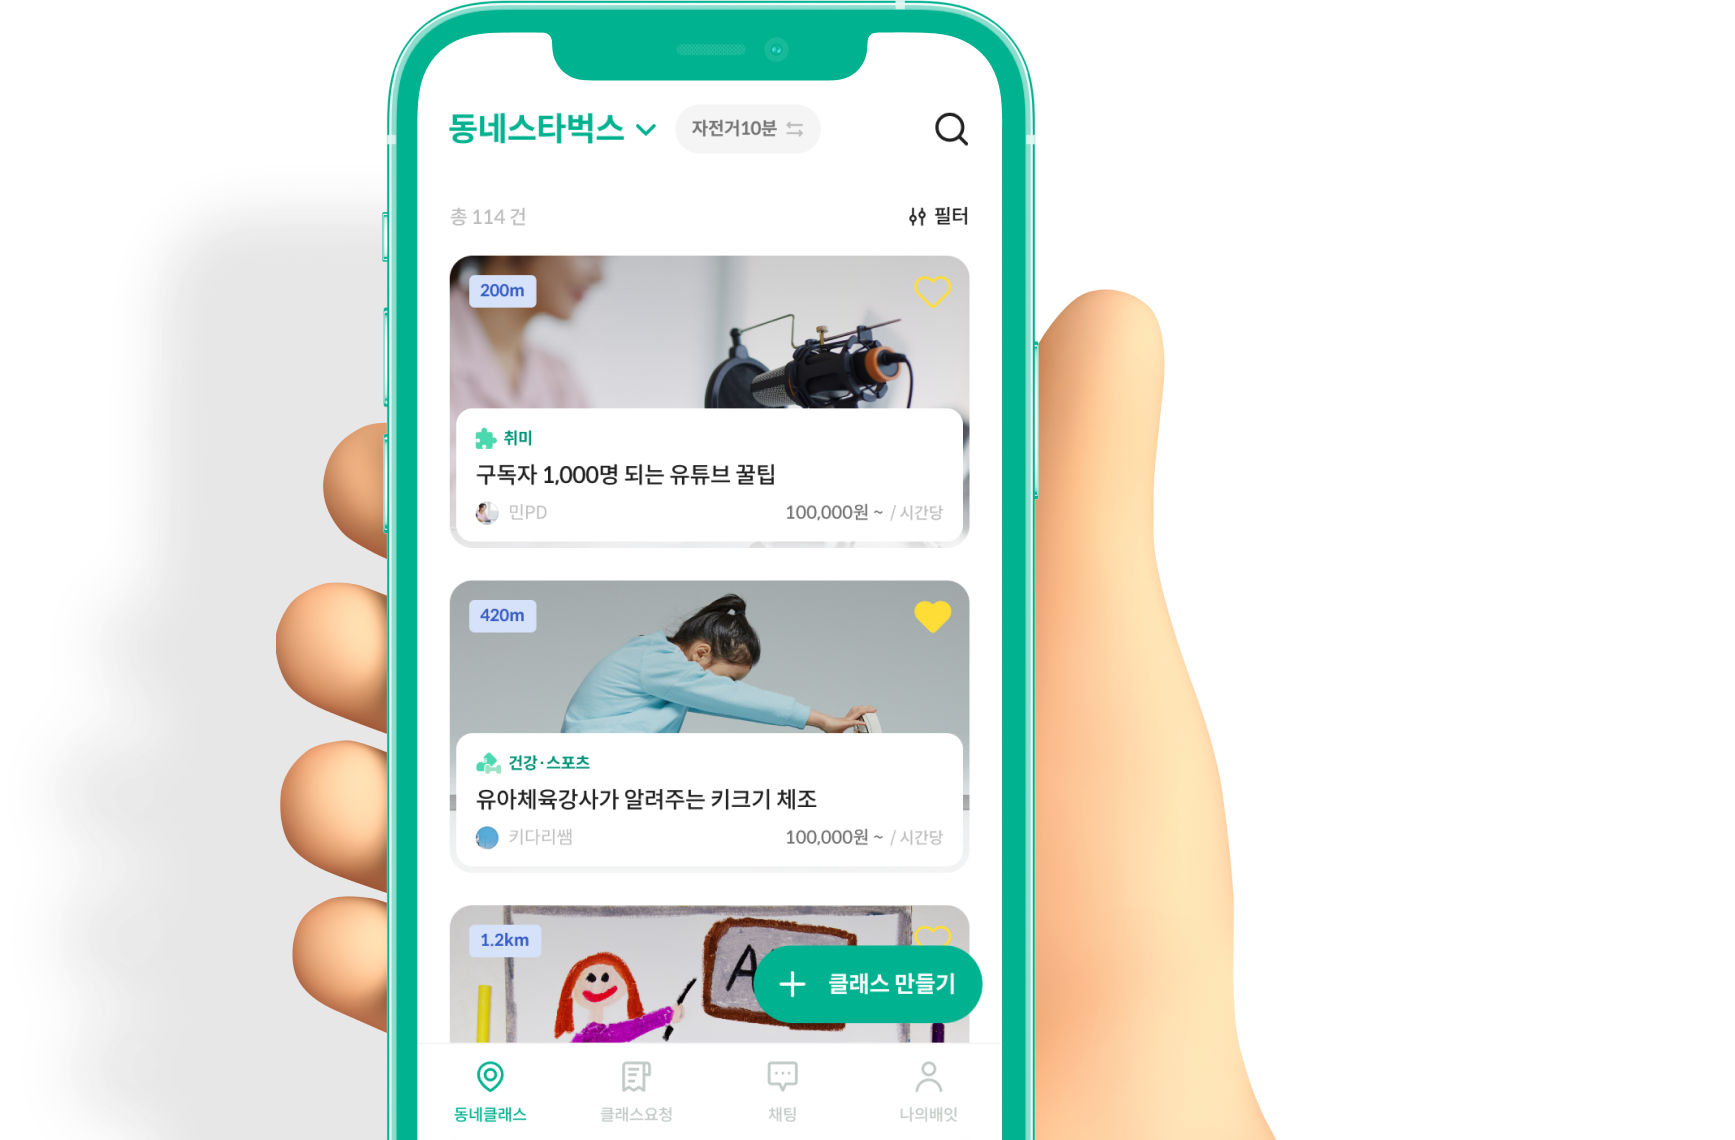 동네스타벅스
자전거10분
총 114 건
필터
200m
취미
구독자 1,000명 되는 유튜브 꿀팁
민PD
100,000원 ~ / 시간당
420m
건강·스포츠
유아체육강사가 알려주는 키크기 체조
키다리쌤
100,000원 ~ / 시간당
1.2km
A
클래스 만들기
동네클래스
클래스요청
채팅
나의배잇